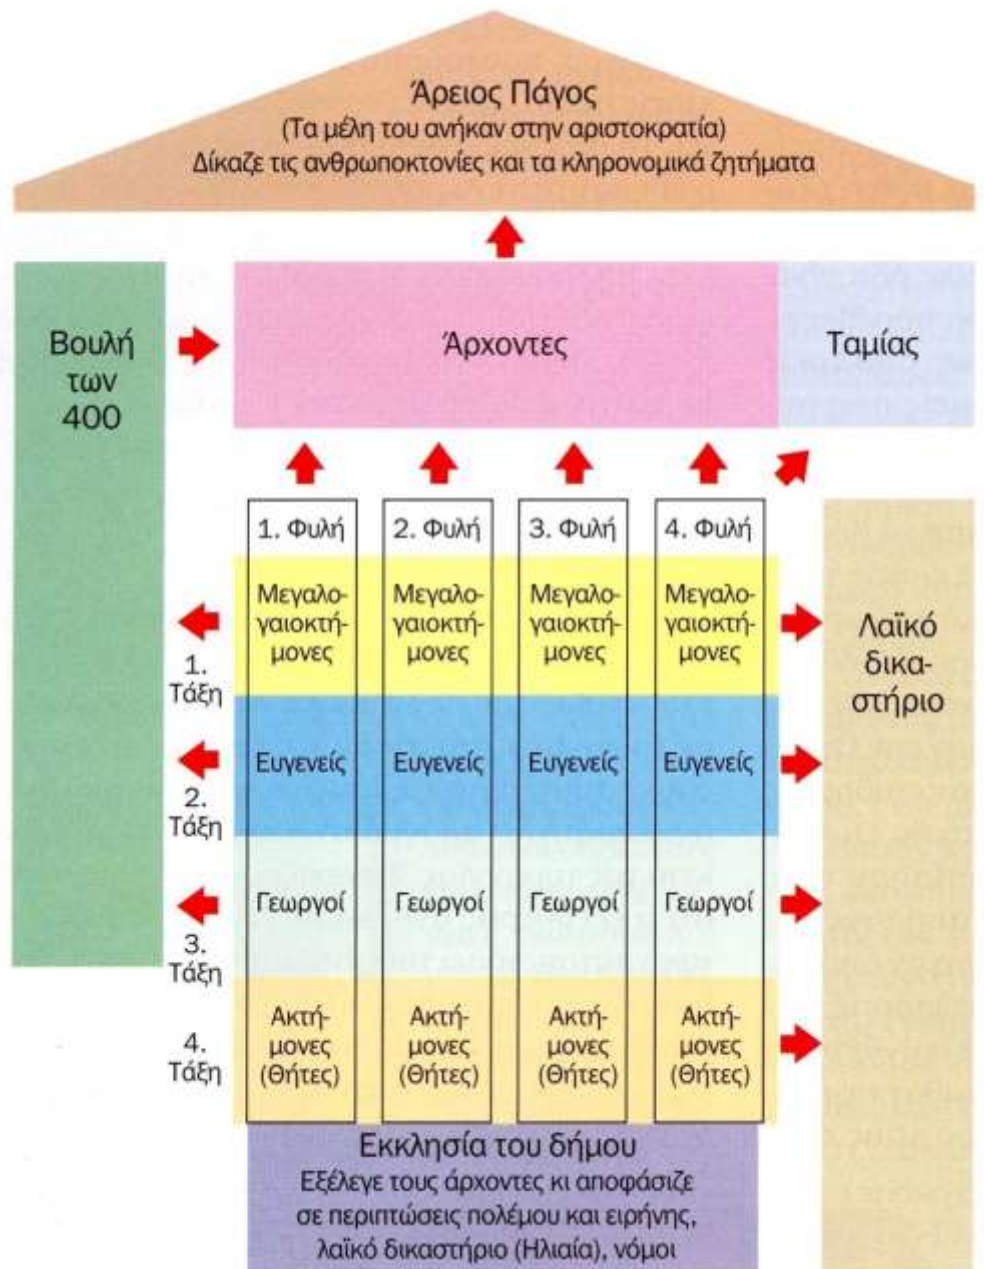 Άρειος Πάγος
(Τα μέλη του ανήκαν στην αριστοκρατία)
Δίκαζε τις ανθρωποκτονίες και τα κληρονομικά ζητήματα
Βουλή
των
400
Άρχοντες
Ταμίας
1. Φυλή
2. Φυλή
3. Φυλή
4. Φυλή
1.
Τάξη
Μεγαλο-
γαιοκτή-
μονες
Μεγαλο-
γαιοκτή-
μονες
Μεγαλο-
γαιοκτή-
μονες
Μεγαλο-
γαιοκτή-
μονες
Λαϊκό
δικα-
στήριο
2.
Τάξη
Ευγενείς
Ευγενείς
Ευγενείς
Ευγενείς
3.
Τάξη
Γεωργοί
Γεωργοί
Γεωργοί
Γεωργοί
4.
Τάξη
Ακτή-
μονες
(Θήτες)
Ακτή-
μονες
(Θήτες)
Ακτή-
μονες
(Θήτες)
Ακτή-
μονες
(Θήτες)
Εκκλησία του δήμου
Εξέλεγε τους άρχοντες κι αποφάσιζε
σε περιπτώσεις πολέμου και ειρήνης,
λαϊκό δικαστήριο (Ηλιαία), νόμοι